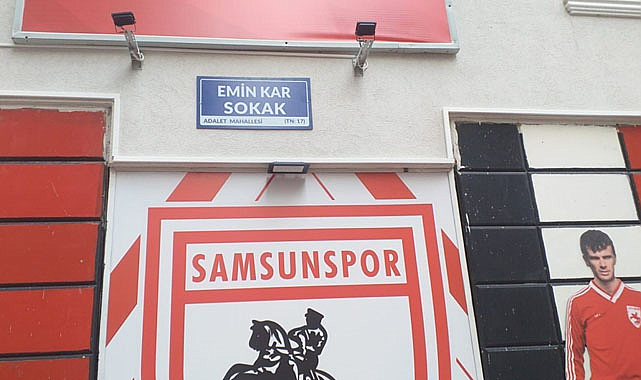 EMİN KAR
SOKAK
ADALET MAHALLESİ (TN:17)
SAMSUNSPOR